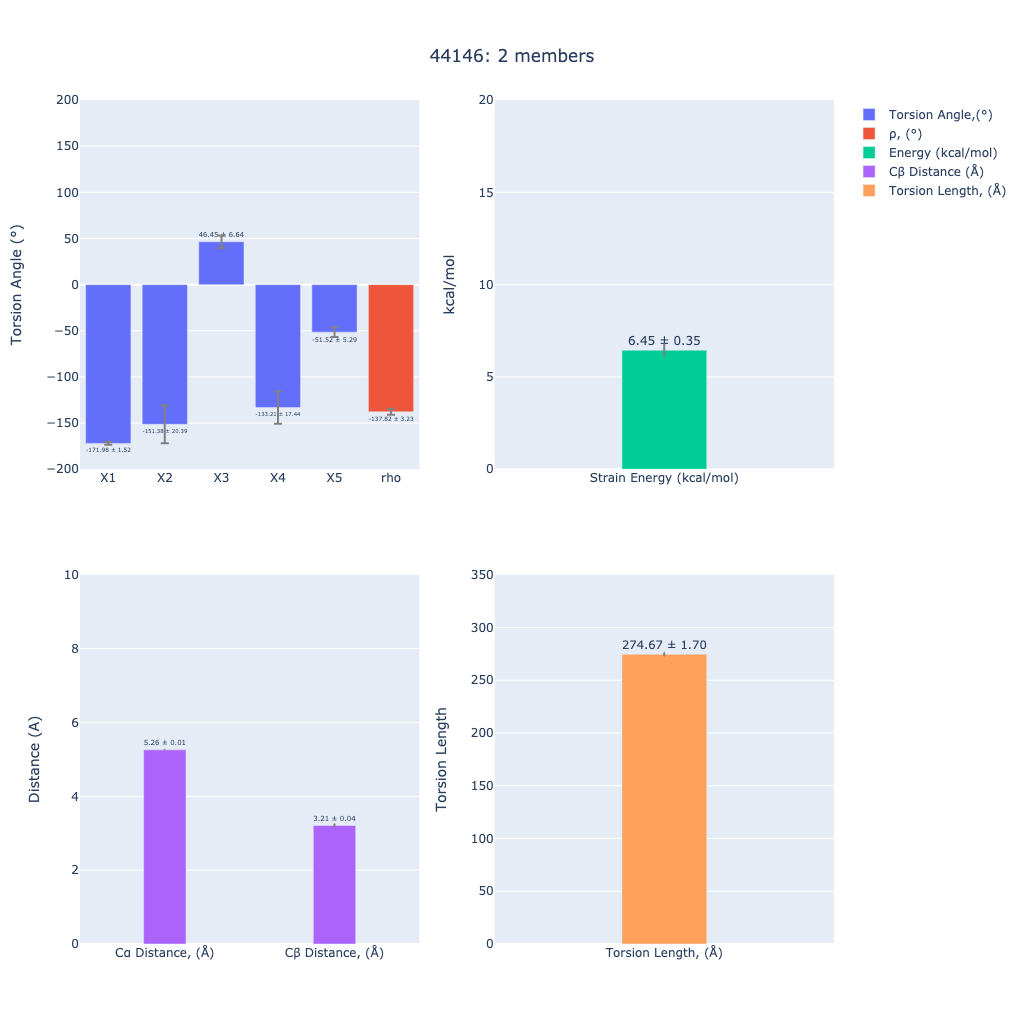 44146: 2 members
200
150
100
50
0
−50
−100
−150
−200
Torsion Angle (°)
46.45 ± 6.64
-51.52 ± 5.29
-133.21 ± 17.44
-137.82 ± 3.23
-151.38 ± 20.39
-171.98 ± 1.52
X1 X2 X3 X4 X5 rho
20
15
10
5
0
kcal/mol
6.45 ± 0.35
Strain Energy (kcal/mol)
Torsion Angle,(°)
ρ, (°)
Energy (kcal/mol)
Cβ Distance (Å)
Torsion Length, (Å)
10
8
6
4
2
0
Distance (A)
5.26 ± 0.01
3.21 ± 0.04
Cα Distance, (Å) Cβ Distance, (Å)
350
300
250
200
150
100
50
0
Torsion Length
274.67 ± 1.70
Torsion Length, (Å)